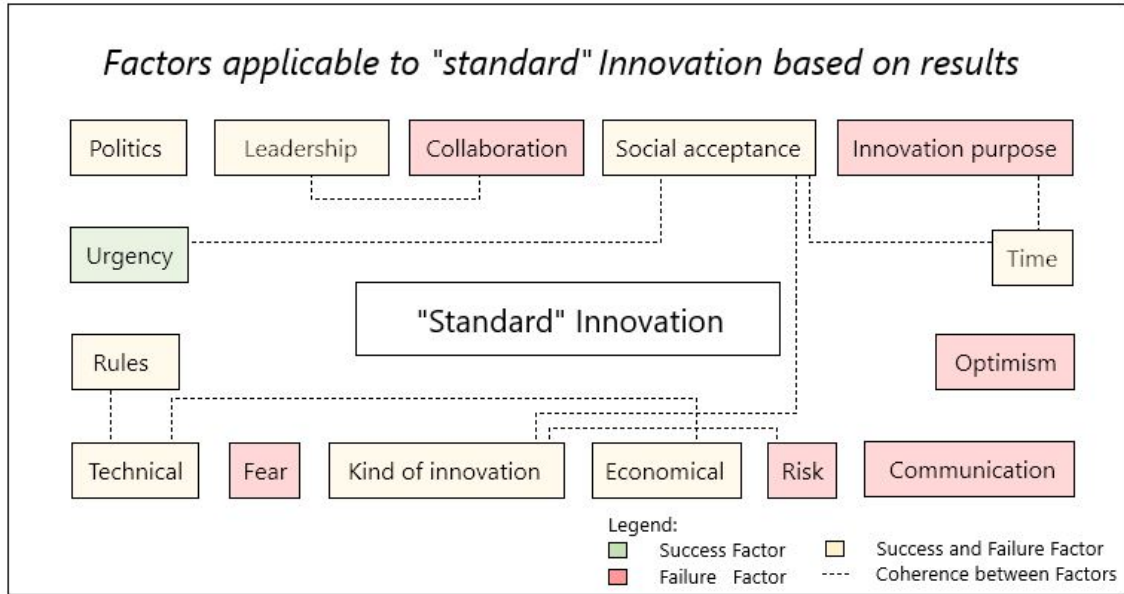 Factors applicable to "standard" Innovation based on results
Politics
Leadership
Collaboration
Social acceptance
Innovation purpose
Urgency
Time
"Standard" Innovation
Rules
Optimism
Technical
Fear
Kind of innovation
Economical
Risk
Communication
Legend:
Success Factor
Success and Failure Factor
Failure Factor
Coherence between Factors